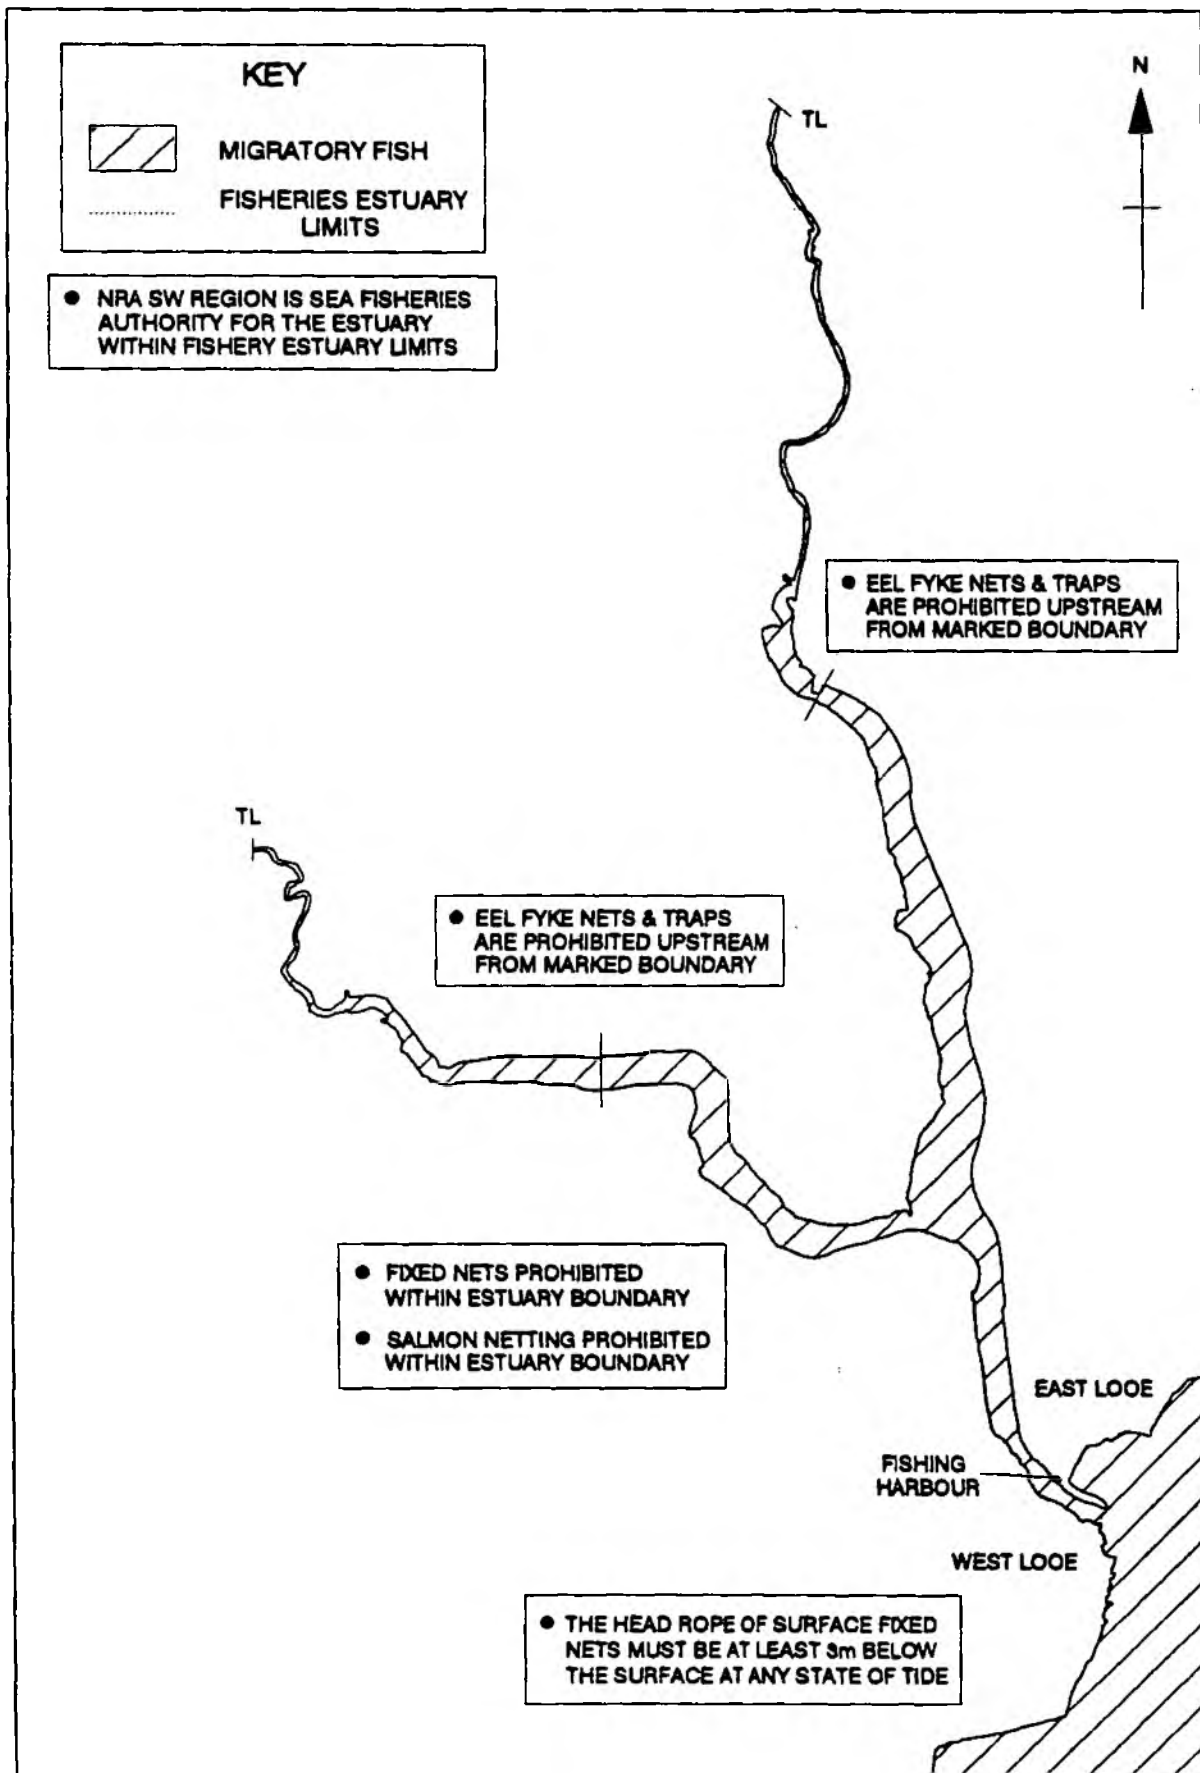 KEY
MIGRATORY FISH
FISHERIES ESTUARY
LIMITS
● NRA SW REGION IS SEA FISHERIES
AUTHORITY FOR THE ESTUARY
WITHIN FISHERY ESTUARY LIMITS
TL
N
● EEL FYKE NETS & TRAPS
ARE PROHIBITED UPSTREAM
FROM MARKED BOUNDARY
TL
● EEL FYKE NETS & TRAPS
ARE PROHIBITED UPSTREAM
FROM MARKED BOUNDARY
● FIXED NETS PROHIBITED
WITHIN ESTUARY BOUNDARY
● SALMON NETTING PROHIBITED
WITHIN ESTUARY BOUNDARY
EAST LOOE
FISHING
HARBOUR
WEST LOOE
● THE HEAD ROPE OF SURFACE FIXED
NETS MUST BE AT LEAST 3m BELOW
THE SURFACE AT ANY STATE OF TIDE